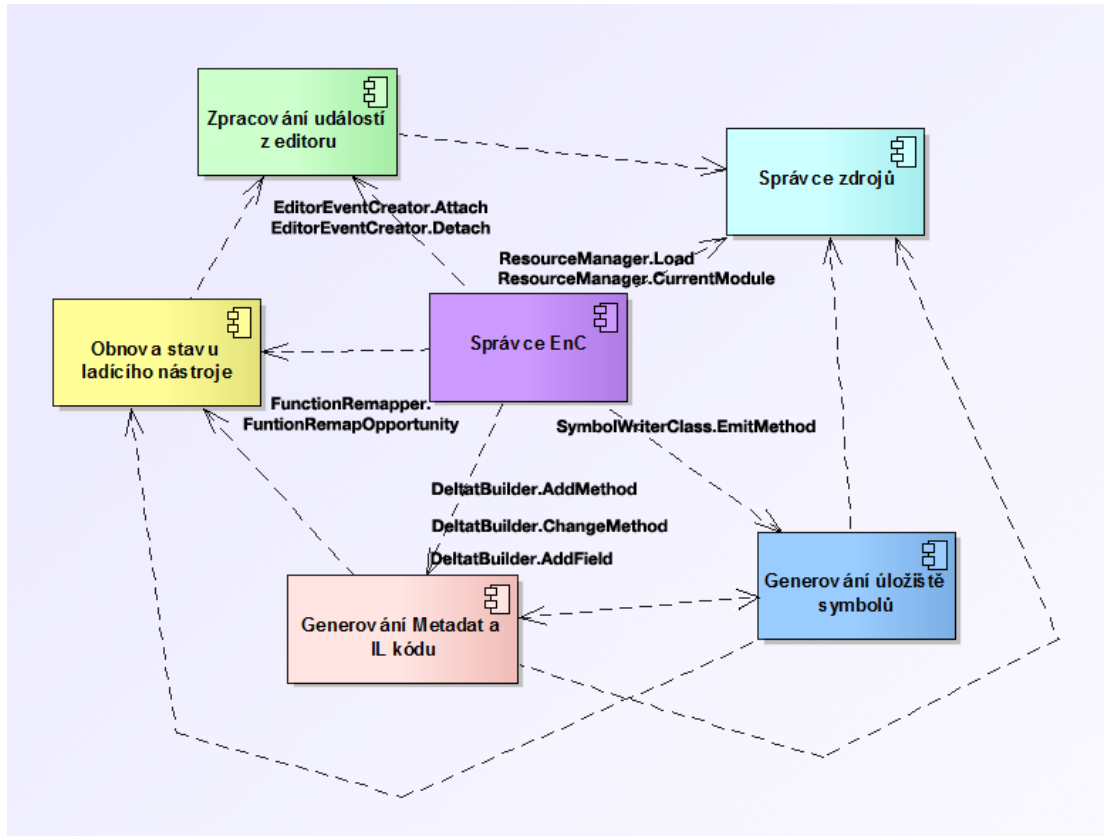 Zpracování událostí
z editoru
Správce zdrojů
EditorEventCreator.Attach
EditorEventCreator.Detach
ResourceManager.Load
ResourceManager.CurrentModule
Obnova stavu
ladícího nástroje
Správce EnC
FunctionRemapper.
FuntionRemapOpportunity
SymbolWriterClass.EmitMethod
DeltatBuilder.AddMethod
DeltatBuilder.ChangeMethod
DeltatBuilder.AddField
Generování úložiště
symbolů
Generování Metadat a
IL kódu